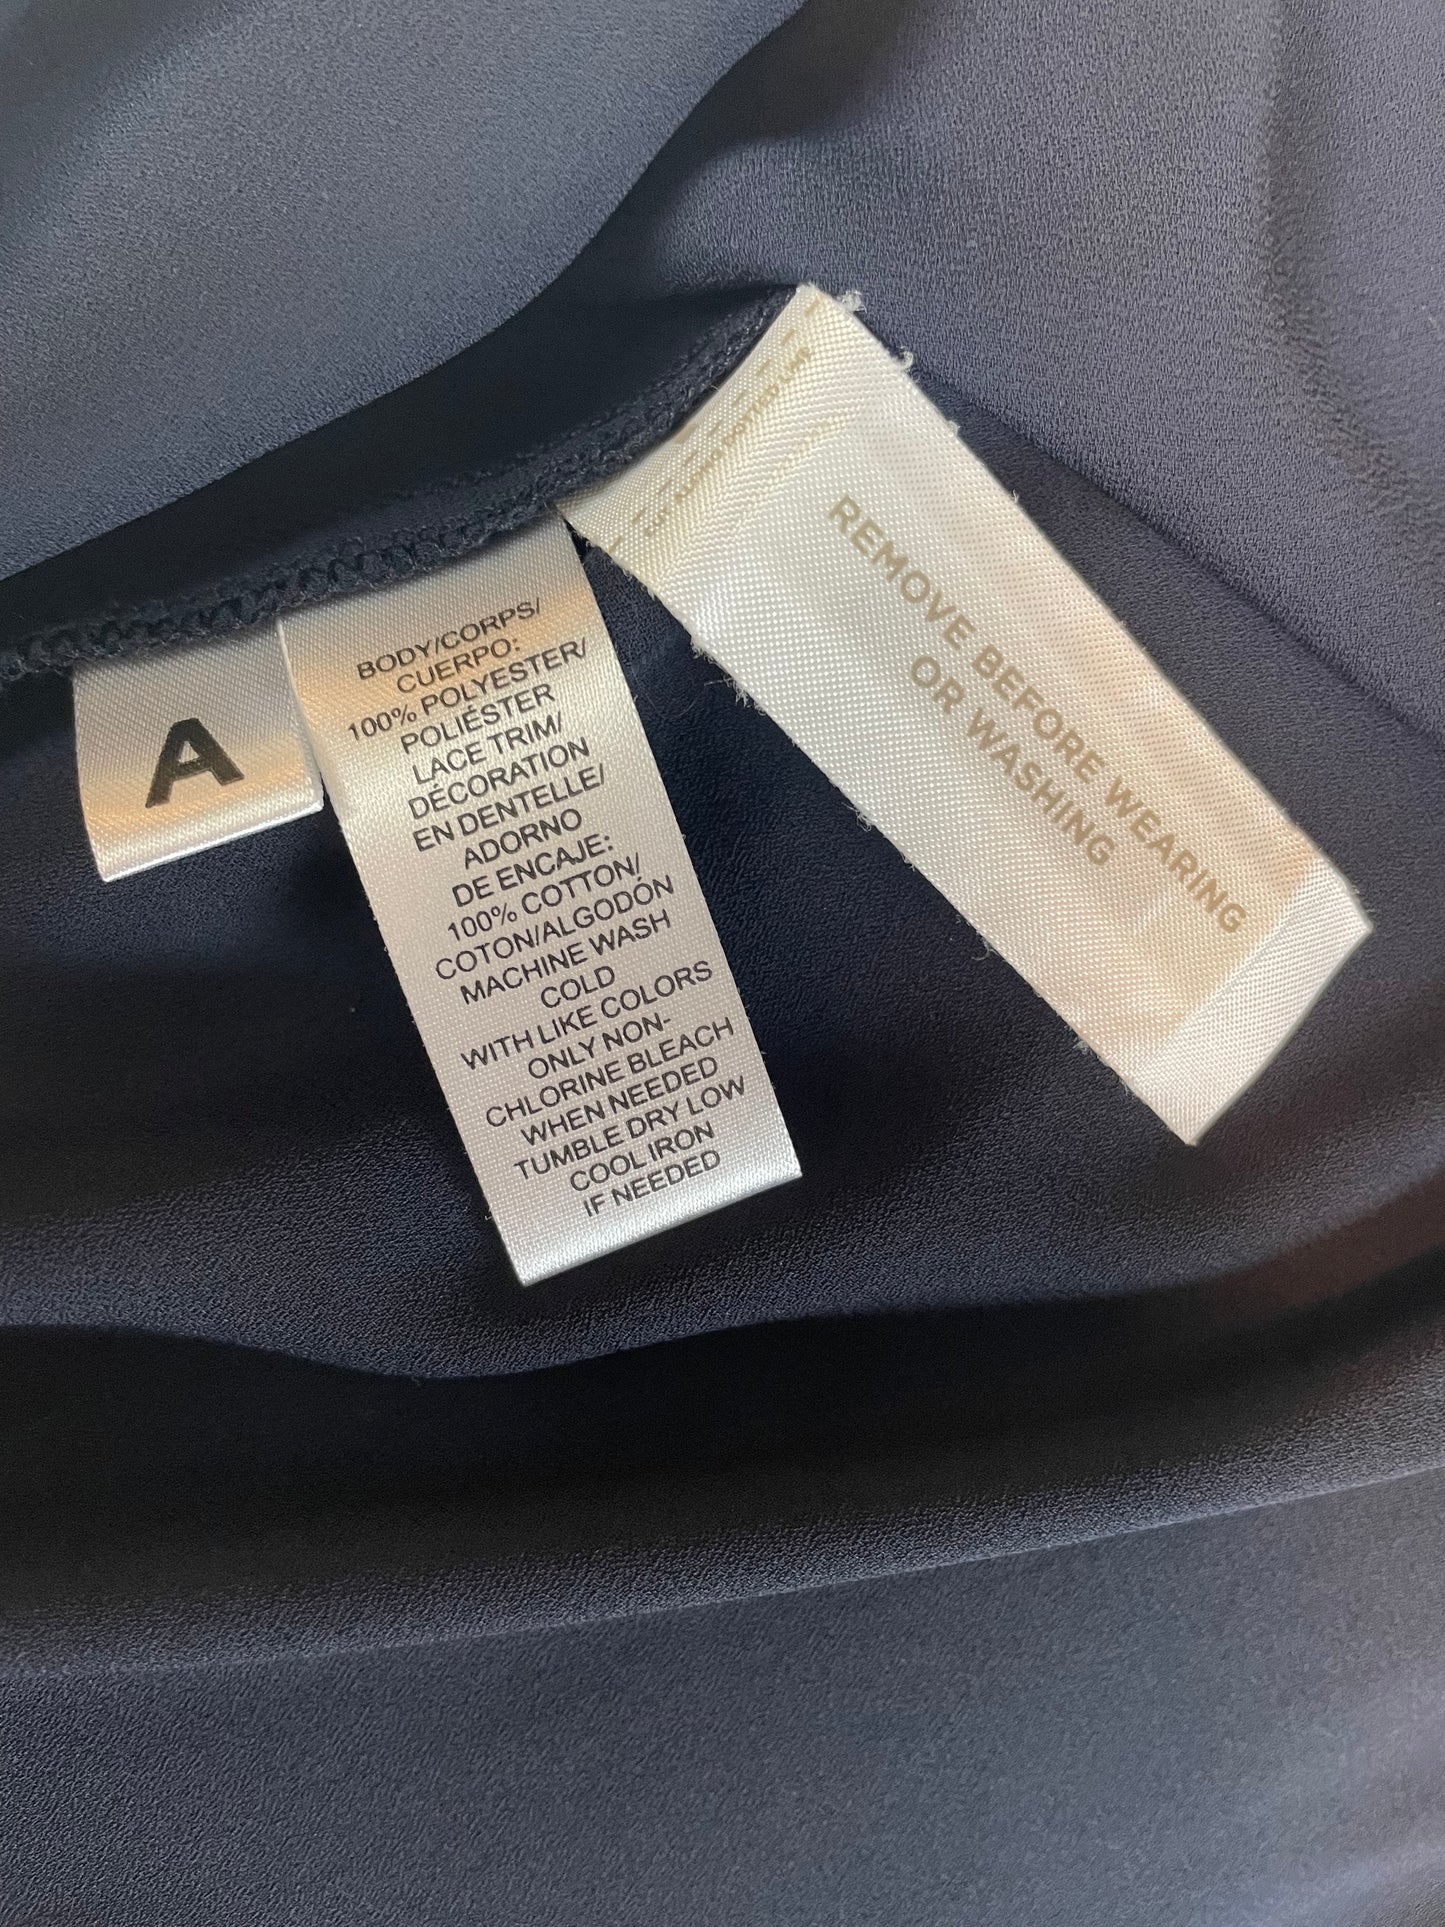 A
BODY/CORPS/
CUERPO:
100% POLYESTER/
POLIÉSTER
LACE TRIM/
DÉCORATION
EN DENTELLE/
ADORNO
DE ENCAJE:
100% COTTON/
COTON/ALGODÓN
MACHINE WASH
COLD
WITH LIKE COLORS
ONLY NON-
CHLORINE BLEACH
WHEN NEEDED
TUMBLE DRY LOW
COOL IRON
IF NEEDED
REMOVE BEFORE WEARING
OR WASHING